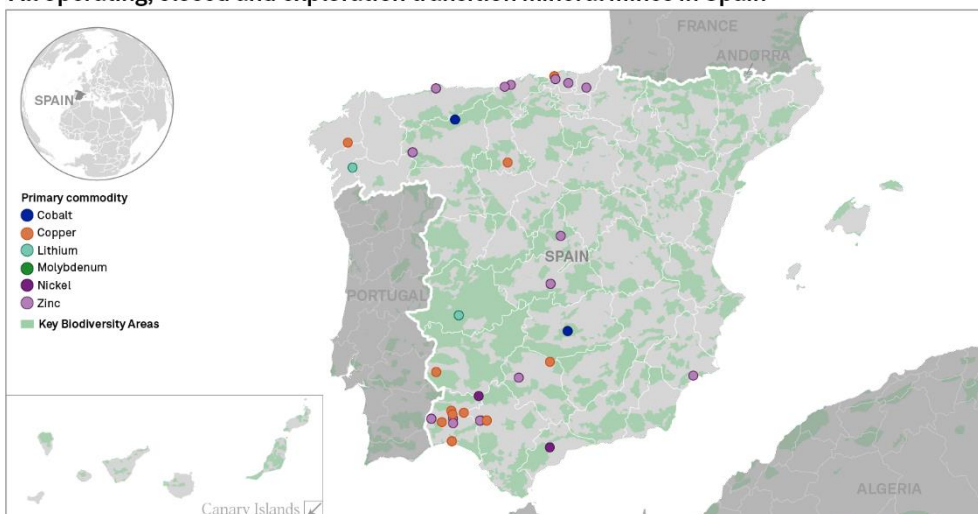 All operating, closed and exploration transition mineral mines in Spain
FRANCE
ANDORRA
SPAIN
Primary commodity
Cobalt
Copper
Lithium
Molybdenum
Nickel
Zinc
Key Biodiversity Areas
SPAIN
PORTUGAL
ALGERIA
Canary Islands